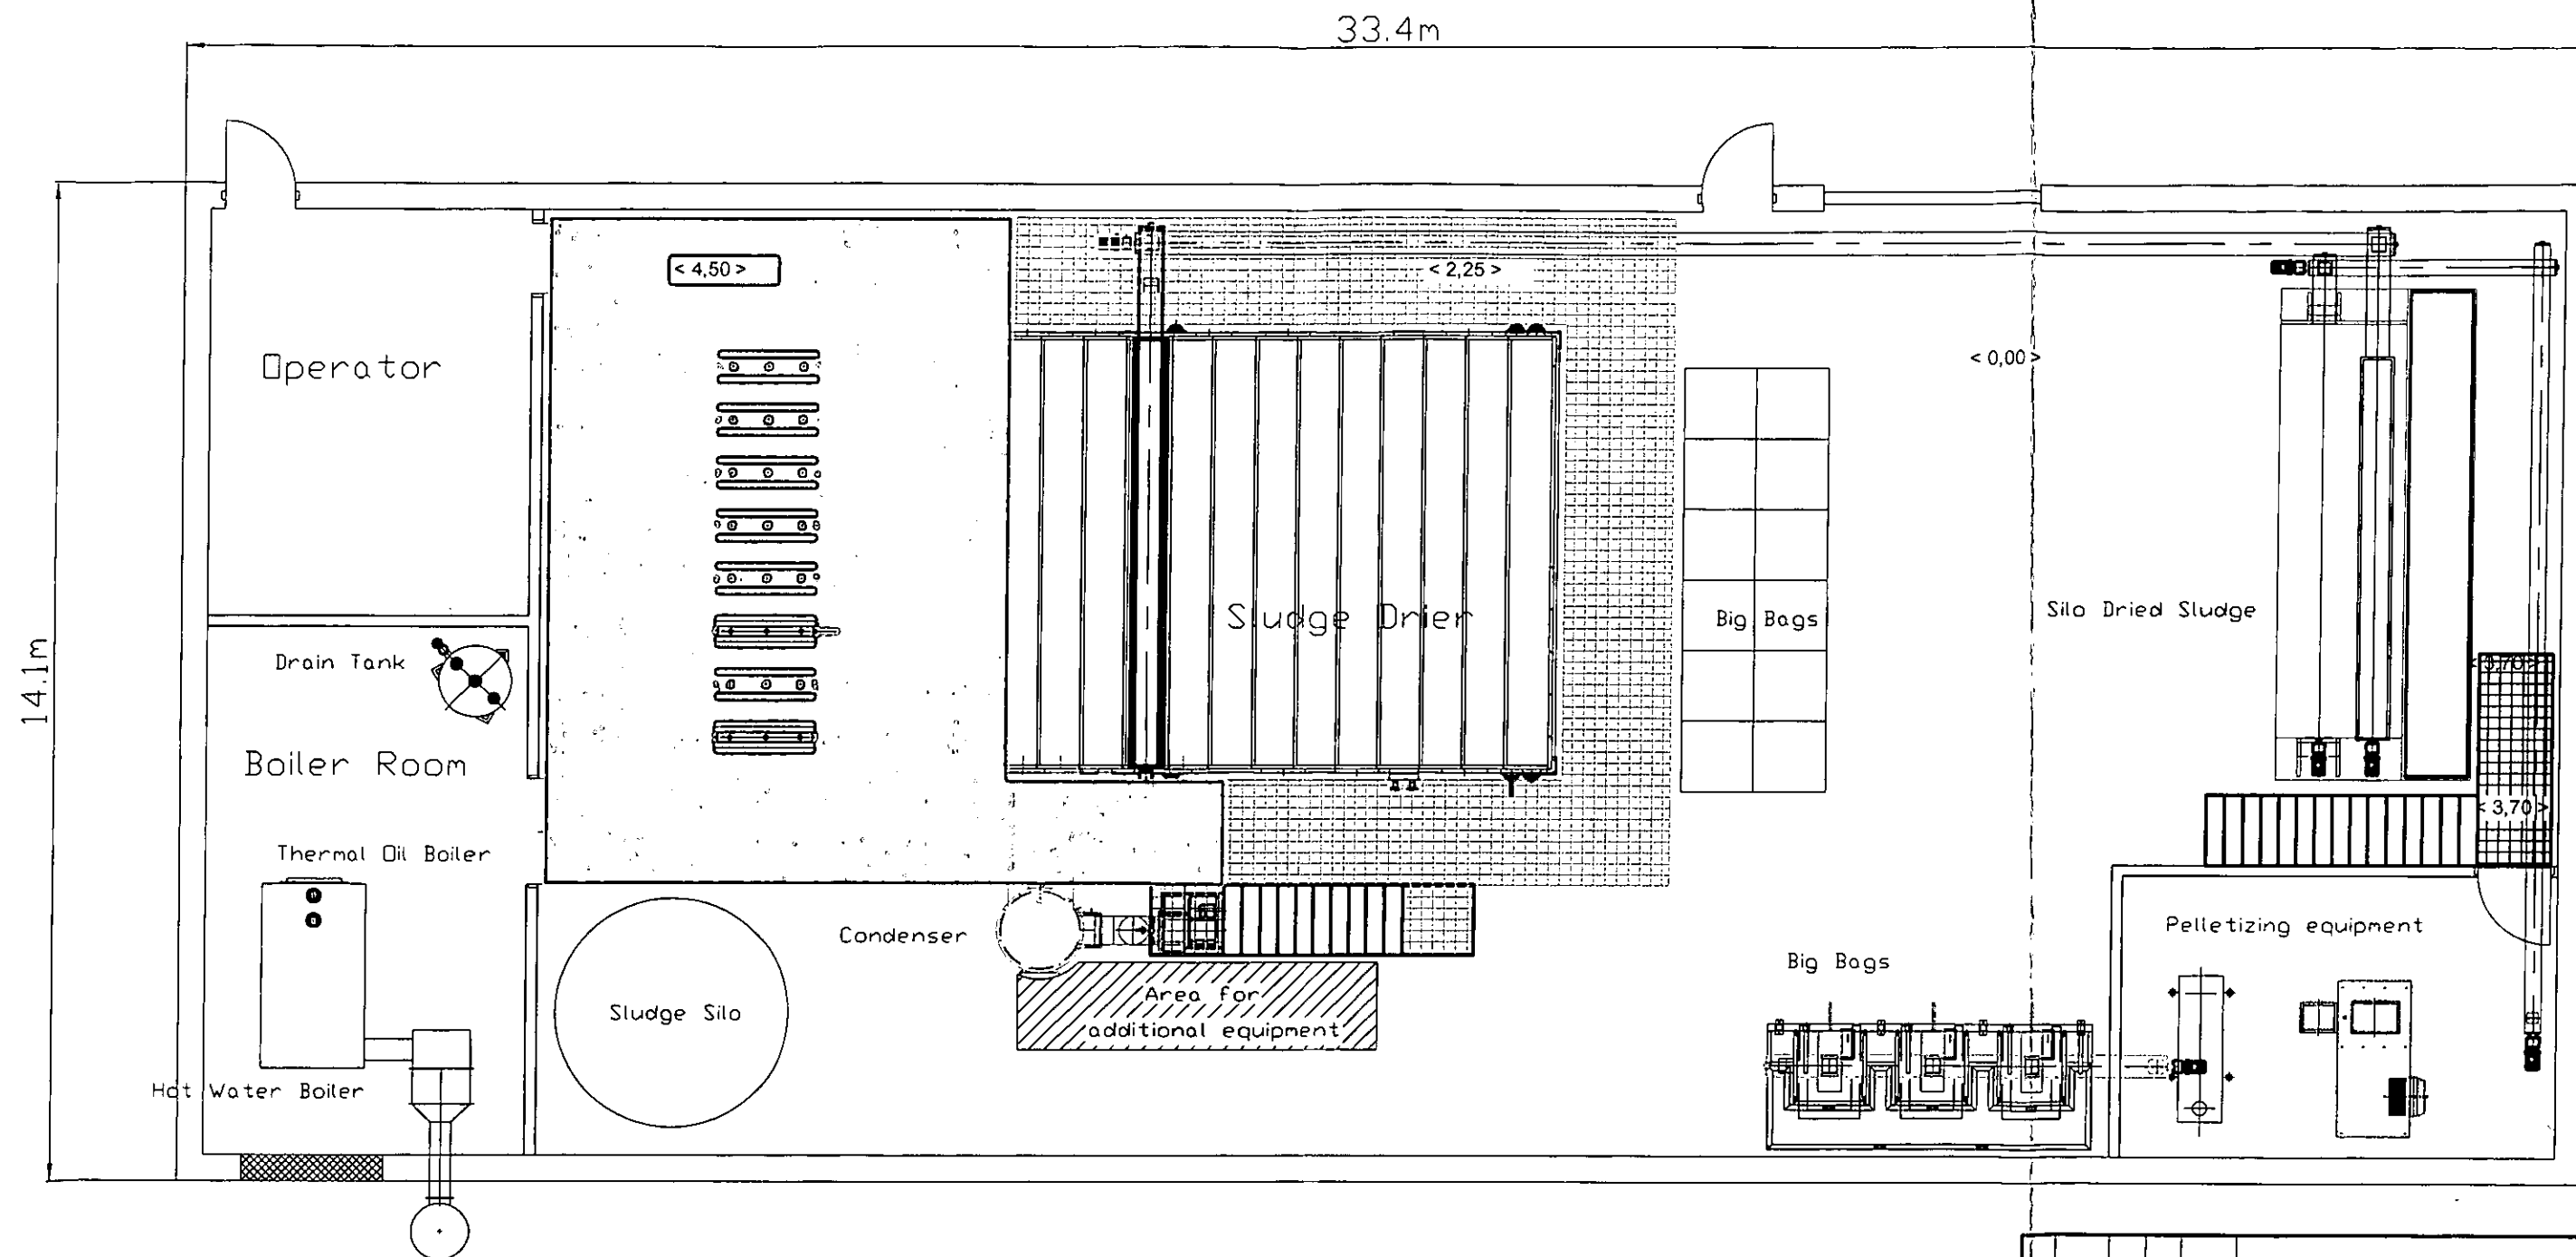 33.4m
< 4,50 >
< 2,25 >
< 0,00 >
Operator
Sludge Drier
Big Bags
Silo Dried Sludge
14.1m
Drain Tank
< 3,70 >
Boiler Room
< 3,70 >
Thermal Oil Boiler
Condenser
Pelletizing equipment
Big Bags
Sludge Silo
Area for
additional equipment
Hot Water Boiler